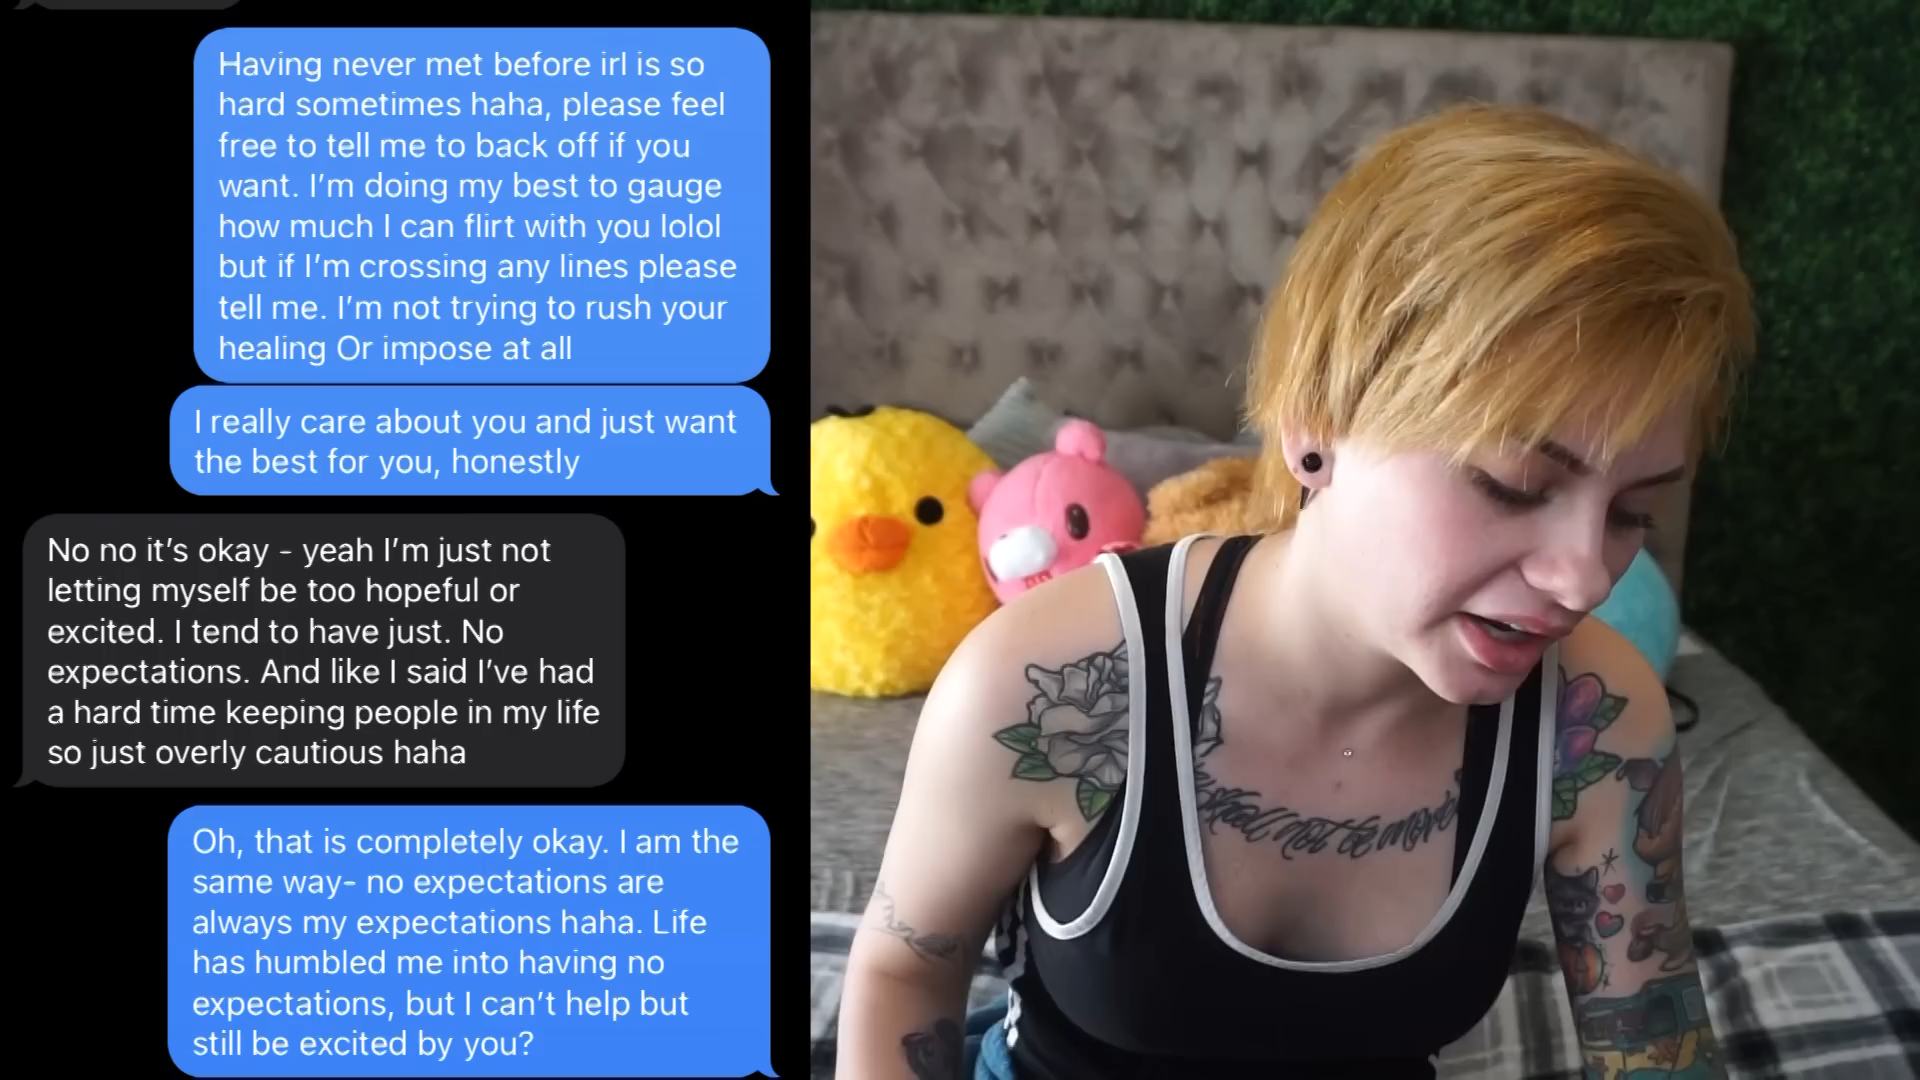 Having never met before irl is so
hard sometimes haha, please feel
free to tell me to back off if you
want. I’m doing my best to gauge
how much I can flirt with you lolol
but if I’m crossing any lines please
tell me. I’m not trying to rush your
healing Or impose at all
I really care about you and just want
the best for you, honestly
No no it’s okay - yeah I’m just not
letting myself be too hopeful or
excited. I tend to have just. No
expectations. And like I said I’ve had
a hard time keeping people in my life
so just overly cautious haha
Oh, that is completely okay. I am the
same way- no expectations are
always my expectations haha. Life
has humbled me into having no
expectations, but I can’t help but
still be excited by you?
shall not be move